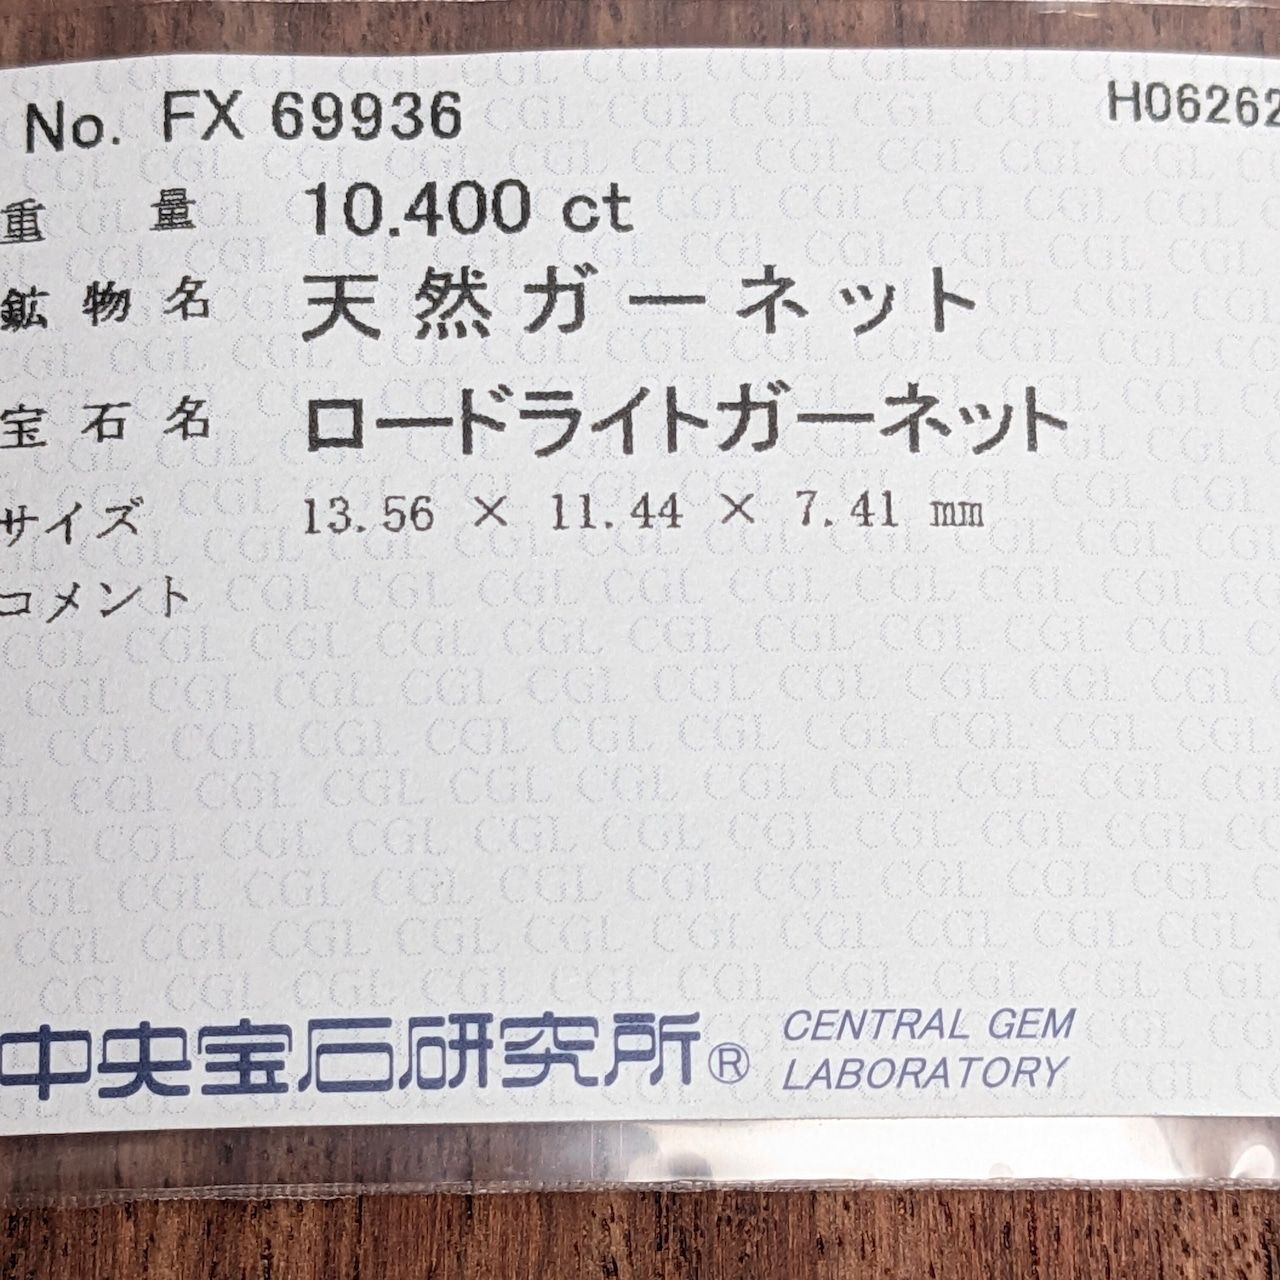 No. FX 69936 H06262
重量 10.400 ct
鉱物名 天然ガーネット
宝石名 ロードライトガーネット
サイズ 13.56 × 11.44 × 7.41 mm
コメント
中央宝石研究所® CENTRAL GEM
LABORATORY